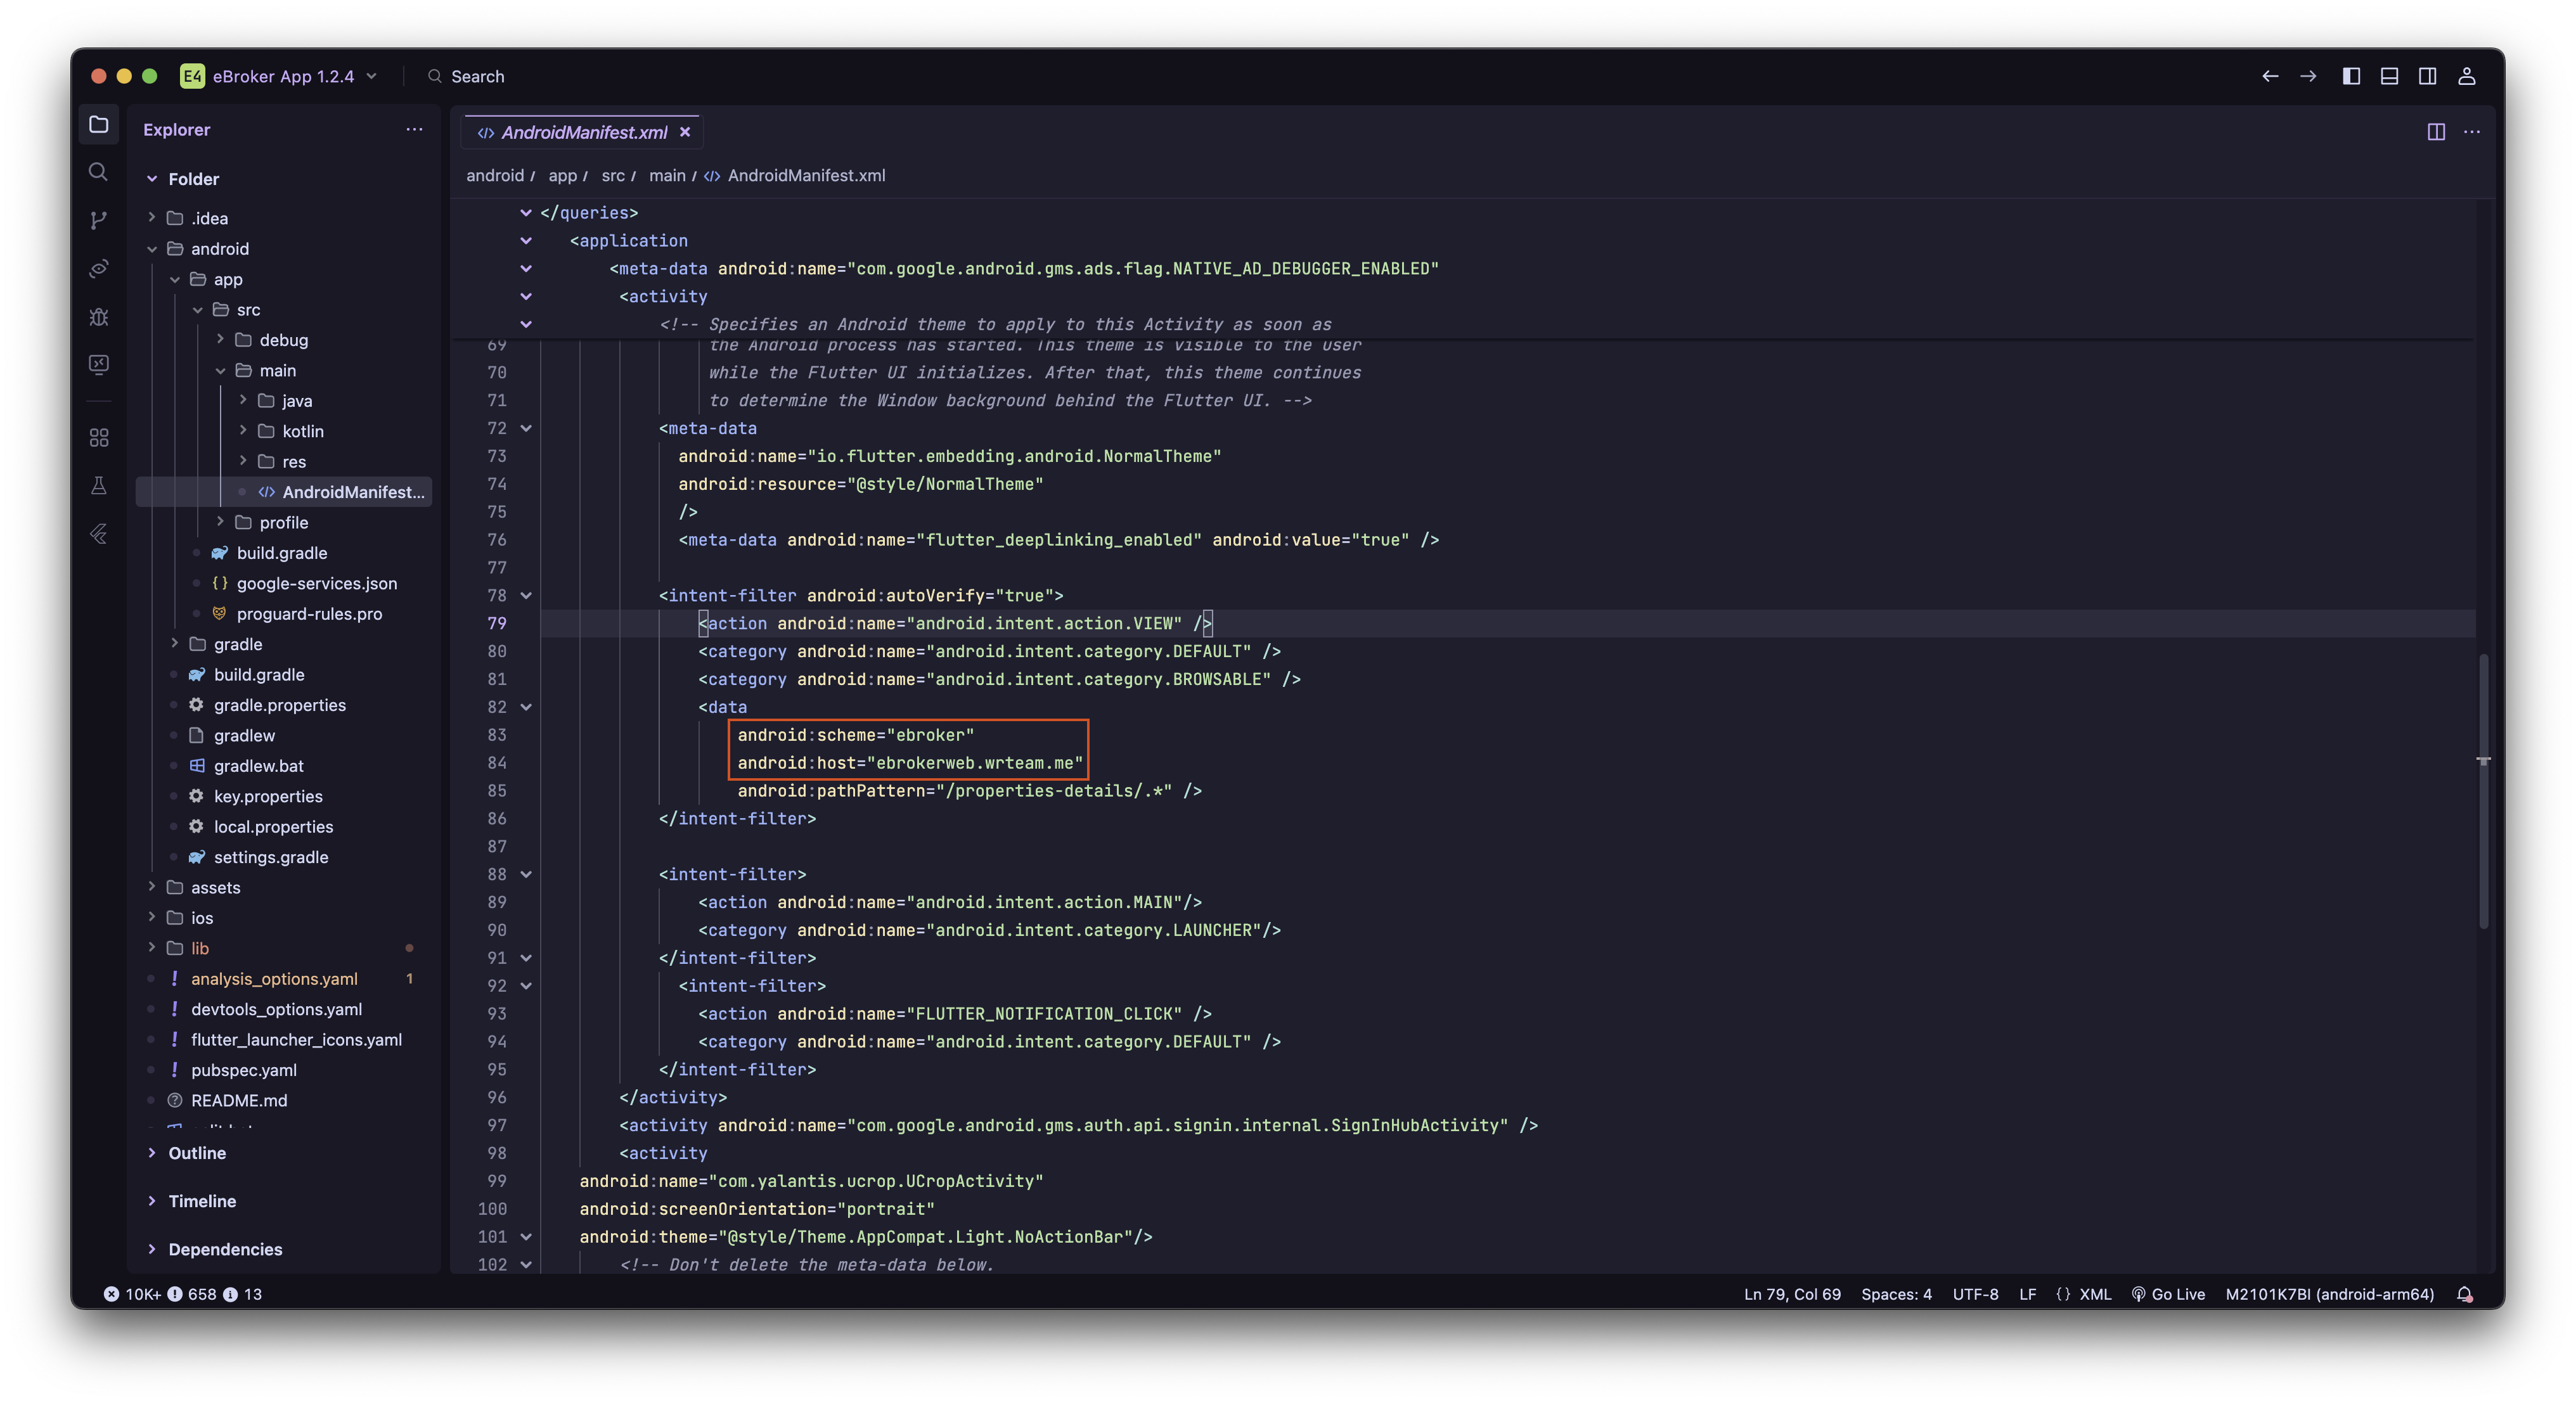 E4 eBroker App 1.2.4 Search
Explorer
Folder
.idea
android
app
src
debug
main
java
kotlin
res
AndroidManifest...
profile
build.gradle
google-services.json
proguard-rules.pro
gradle
build.gradle
gradle.properties
gradlew
gradlew.bat
key.properties
local.properties
settings.gradle
assets
ios
lib
analysis_options.yaml 1
devtools_options.yaml
flutter_launcher_icons.yaml
pubspec.yaml
README.md
Outline
Timeline
Dependencies
AndroidManifest.xml
android / app / src / main / AndroidManifest.xml
</queries>
<application
<meta-data android:name="com.google.android.gms.ads.flag.NATIVE_AD_DEBUGGER_ENABLED"
<activity
<!-- Specifies an Android theme to apply to this Activity as soon as
69 the Android process has started. This theme is visible to the user
70 while the Flutter UI initializes. After that, this theme continues
71 to determine the Window background behind the Flutter UI. -->
72 <meta-data
73 android:name="io.flutter.embedding.android.NormalTheme"
74 android:resource="@style/NormalTheme"
75 />
76 <meta-data android:name="flutter_deeplinking_enabled" android:value="true" />
77
78 <intent-filter android:autoVerify="true">
79 <action android:name="android.intent.action.VIEW" />
80 <category android:name="android.intent.category.DEFAULT" />
81 <category android:name="android.intent.category.BROWSABLE" />
82 <data
83 android:scheme="ebroker"
84 android:host="ebrokerweb.wrteam.me"
85 android:pathPattern="/properties-details/.*" />
86 </intent-filter>
87
88 <intent-filter>
89 <action android:name="android.intent.action.MAIN"/>
90 <category android:name="android.intent.category.LAUNCHER"/>
91 </intent-filter>
92 <intent-filter>
93 <action android:name="FLUTTER_NOTIFICATION_CLICK" />
94 <category android:name="android.intent.category.DEFAULT" />
95 </intent-filter>
96 </activity>
97 <activity android:name="com.google.android.gms.auth.api.signin.internal.SignInHubActivity" />
98 <activity
99 android:name="com.yalantis.ucrop.UCropActivity"
100 android:screenOrientation="portrait"
101 android:theme="@style/Theme.AppCompat.Light.NoActionBar"/>
102 <!-- Don't delete the meta-data below.
10K+ 658 13 Ln 79, Col 69 Spaces: 4 UTF-8 LF {} XML Go Live M2101K7BI (android-arm64)